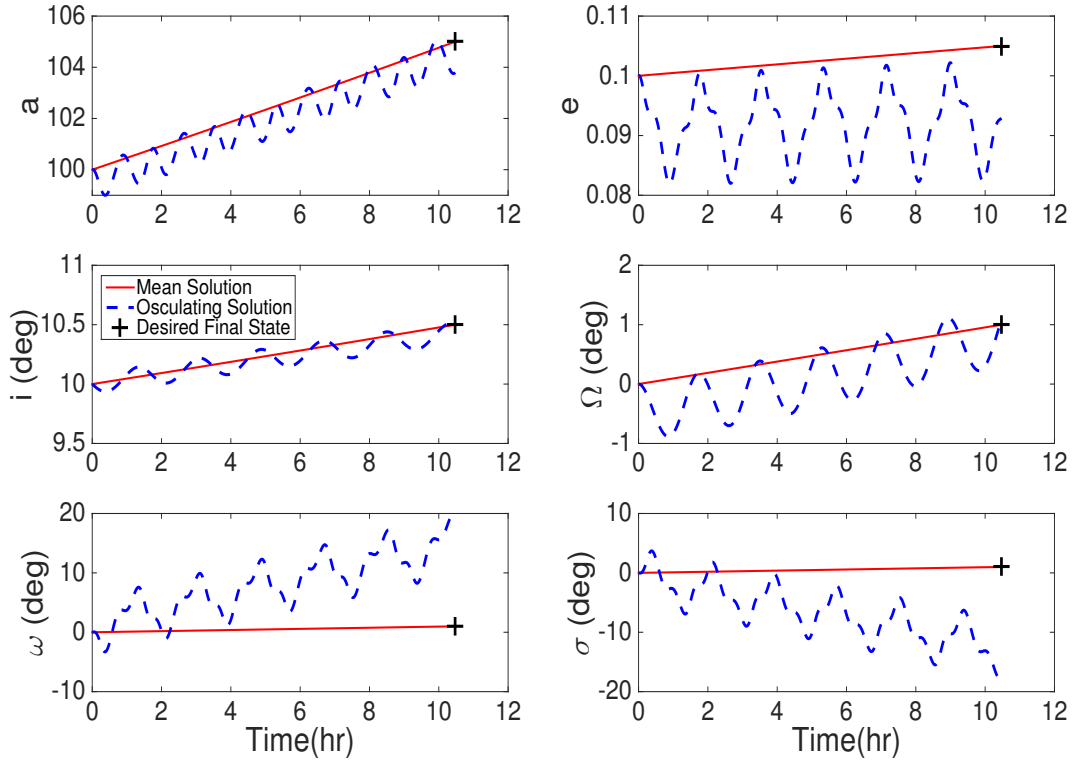 106
104
102
100
a
0 2 4 6 8 10 12
0.11
0.1
0.09
0.08
e
0 2 4 6 8 10 12
11
10.5
10
9.5
i (deg)
Mean Solution
Osculating Solution
Desired Final State
0 2 4 6 8 10 12
2
1
0
-1
Ω (deg)
0 2 4 6 8 10 12
20
10
0
-10
ω (deg)
0 2 4 6 8 10 12
Time(hr)
10
0
-10
-20
σ (deg)
0 2 4 6 8 10 12
Time(hr)